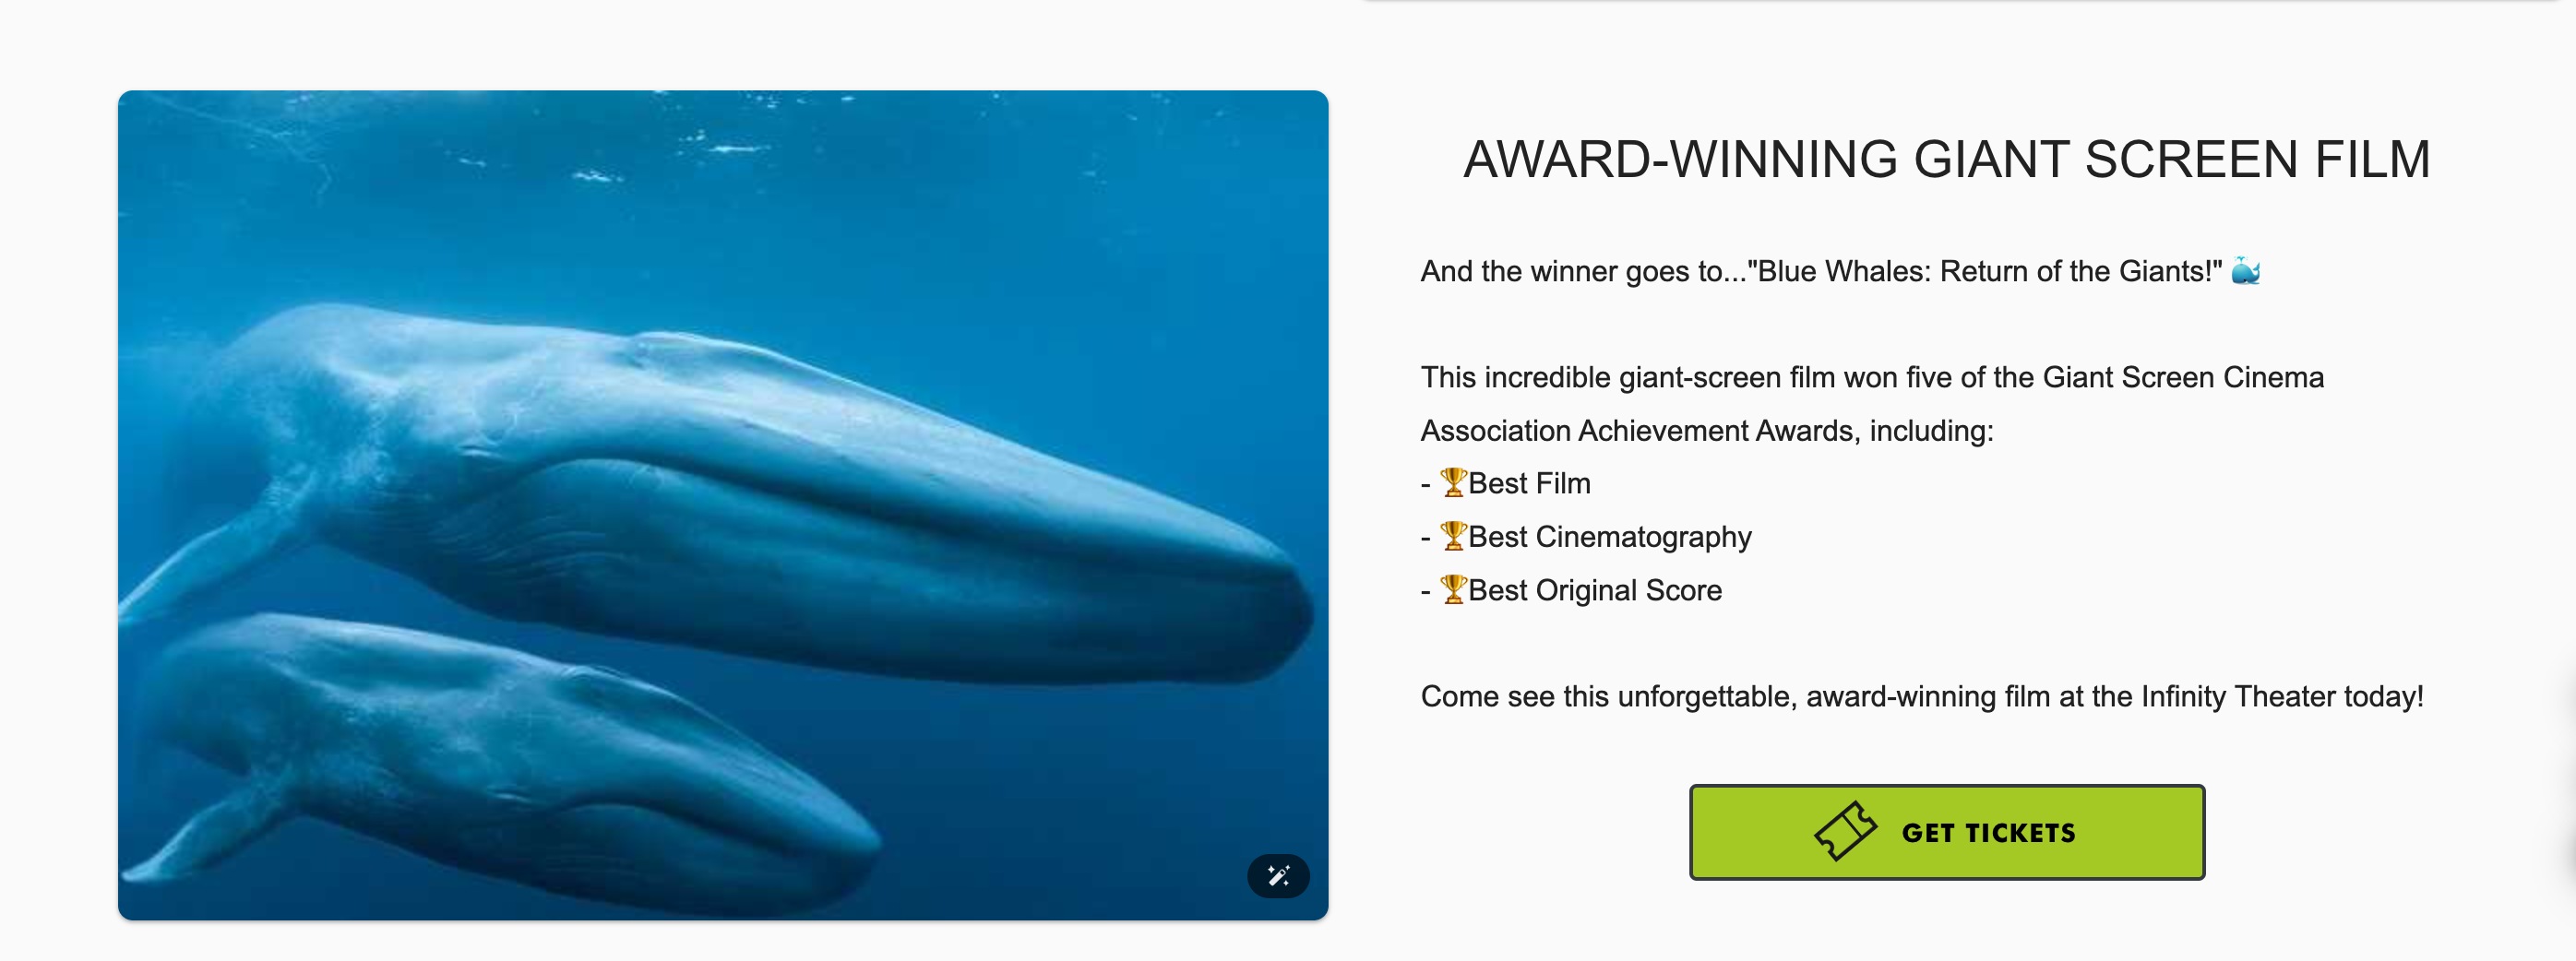 AWARD-WINNING GIANT SCREEN FILM
And the winner goes to..."Blue Whales: Return of the Giants!" 🐳
This incredible giant-screen film won five of the Giant Screen Cinema
Association Achievement Awards, including:
- 🏆Best Film
- 🏆Best Cinematography
- 🏆Best Original Score
Come see this unforgettable, award-winning film at the Infinity Theater today!
GET TICKETS